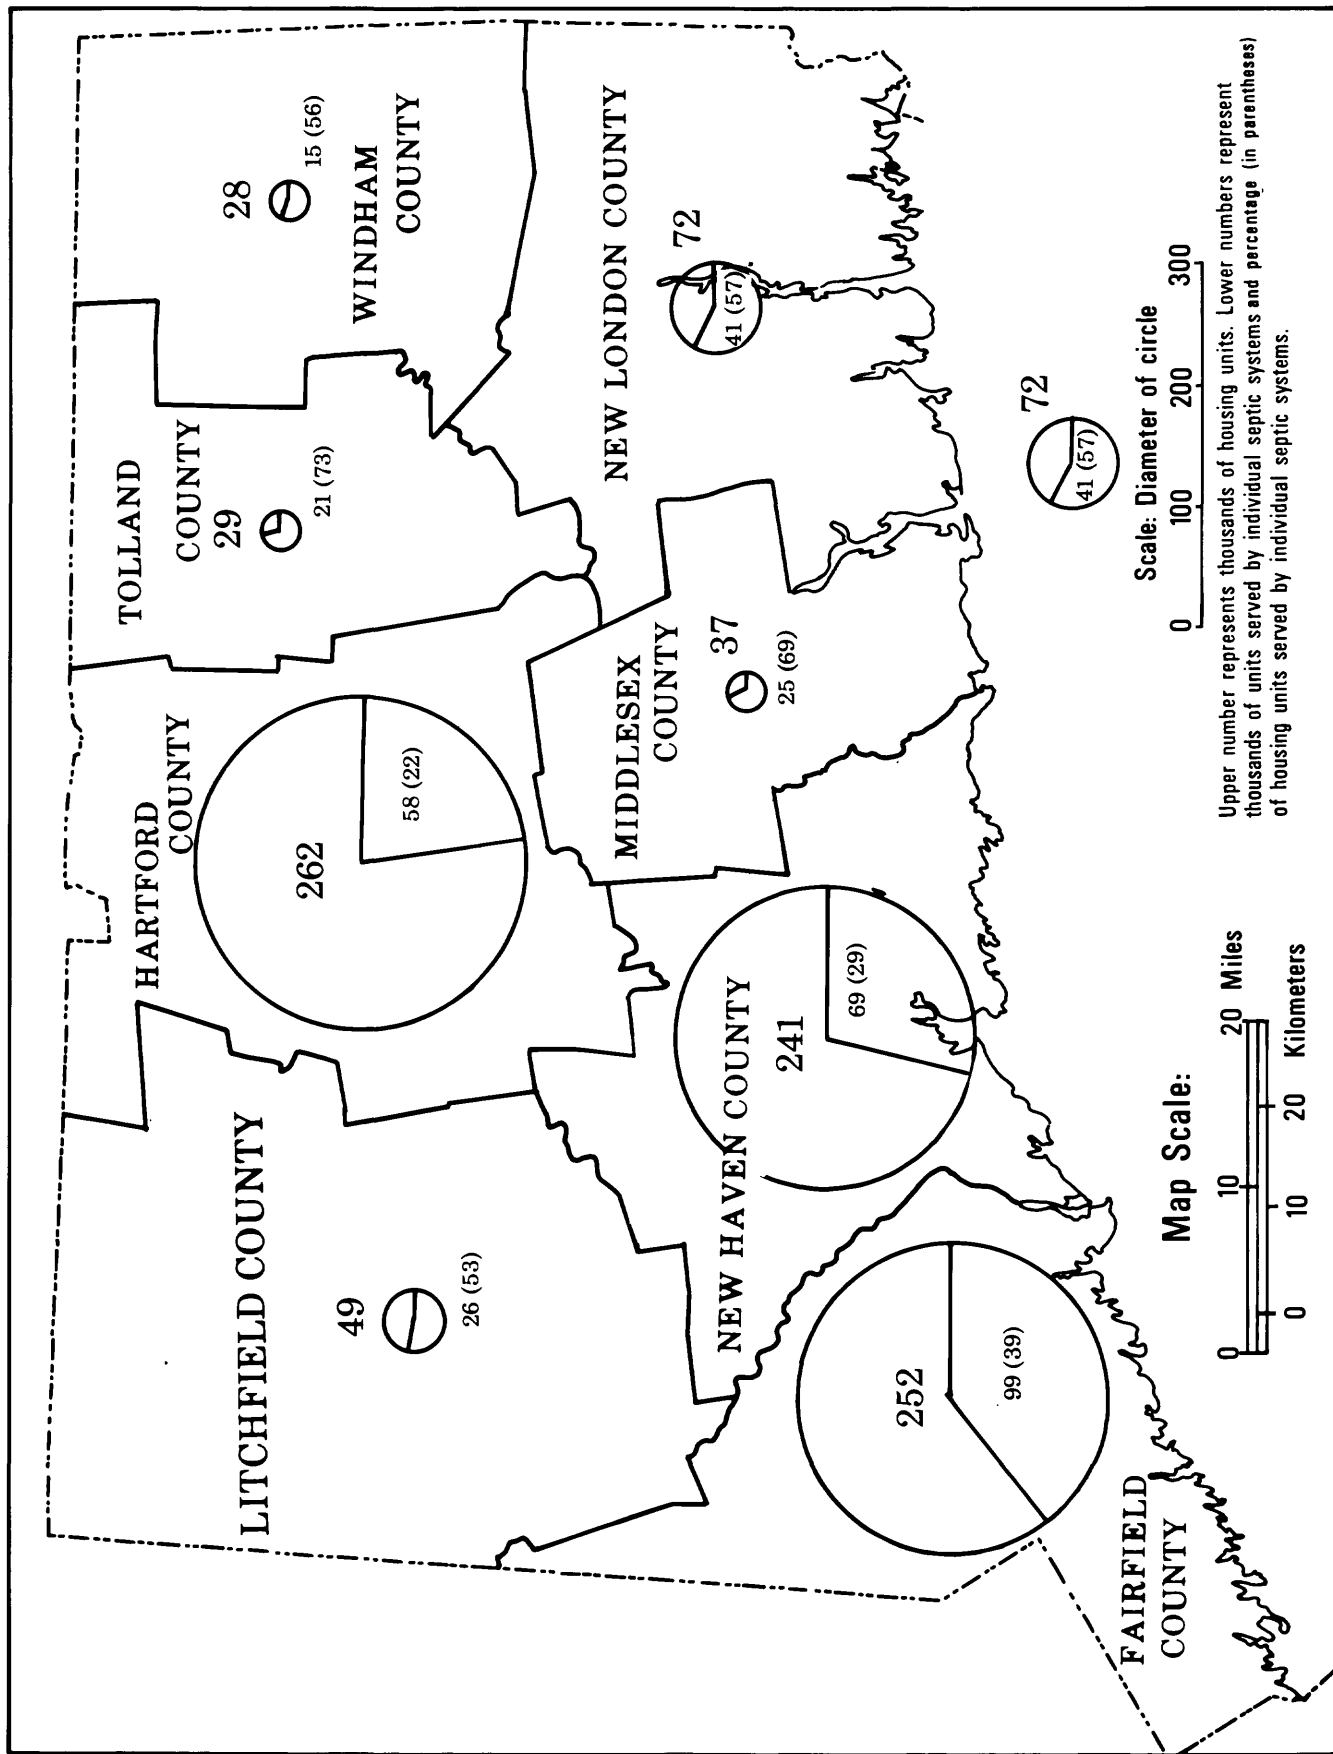 LITCHFIELD COUNTY
49
26 (53)
HARTFORD
COUNTY
262
58 (22)
TOLLAND
COUNTY
29
21 (73)
28
15 (56)
WINDHAM
COUNTY
NEW LONDON COUNTY
72
41 (57)
MIDDLESEX
COUNTY
37
25 (69)
NEW HAVEN COUNTY
241
69 (29)
252
99 (39)
FAIRFIELD
COUNTY
Map Scale:
0 10 20 Miles
0 10 20 Kilometers
72
41 (57)
Scale: Diameter of circle
0 100 200 300
Upper number represents thousands of housing units. Lower numbers represent
thousands of units served by individual septic systems and percentage (in parentheses)
of housing units served by individual septic systems.